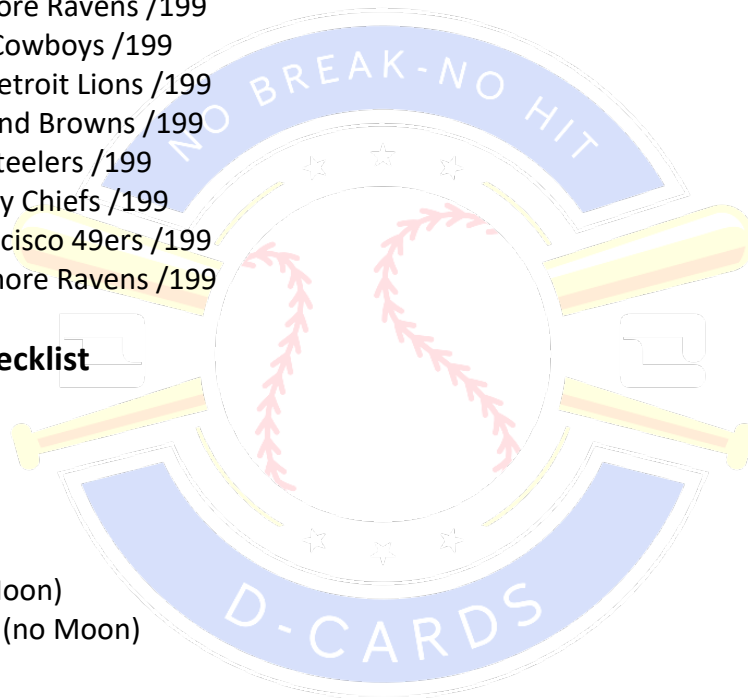 ore Ravens /199
Cowboys /199
etroit Lions /199
nd Browns /199
teelers /199
y Chiefs /199
cisco 49ers /199
ore Ravens /199
ecklist
oon)
(no Moon)
NO BREAK-NO HIT
D-CARDS